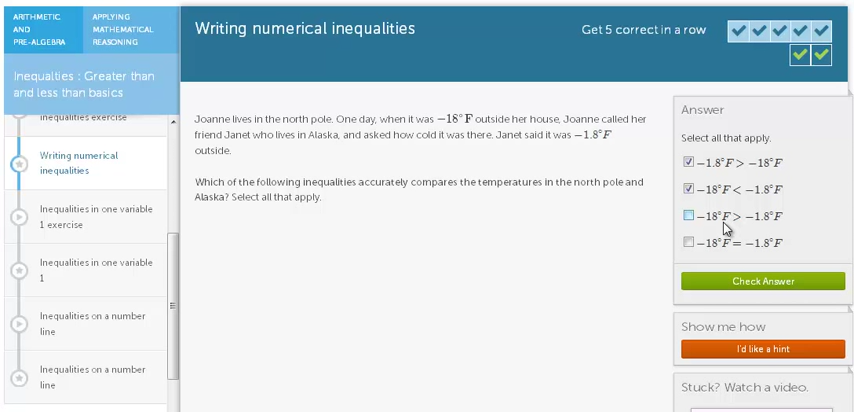 ARITHMETIC
AND
PRE-ALGEBRA
APPLYING
MATHEMATICAL
REASONING
Inequalties : Greater than
and less than basics
inequalities exercise
Writing numerical
inequalities
Inequalities in one variable
1 exercise
Inequalities in one variable
1
Inequalities on a number
line
Inequalities on a number
line
Writing numerical inequalities
Get 5 correct in a row
Joanne lives in the north pole. One day, when it was −18° F outside her house, Joanne called her
friend Janet who lives in Alaska, and asked how cold it was there. Janet said it was −1.8°F
outside.
Which of the following inequalities accurately compares the temperatures in the north pole and
Alaska? Select all that apply.
Answer
Select all that apply.
−1.8°F > −18°F
−18°F < −1.8°F
−18°F > −1.8°F
−18°F = −1.8°F
Check Answer
Show me how
I'd like a hint
Stuck? Watch a video.